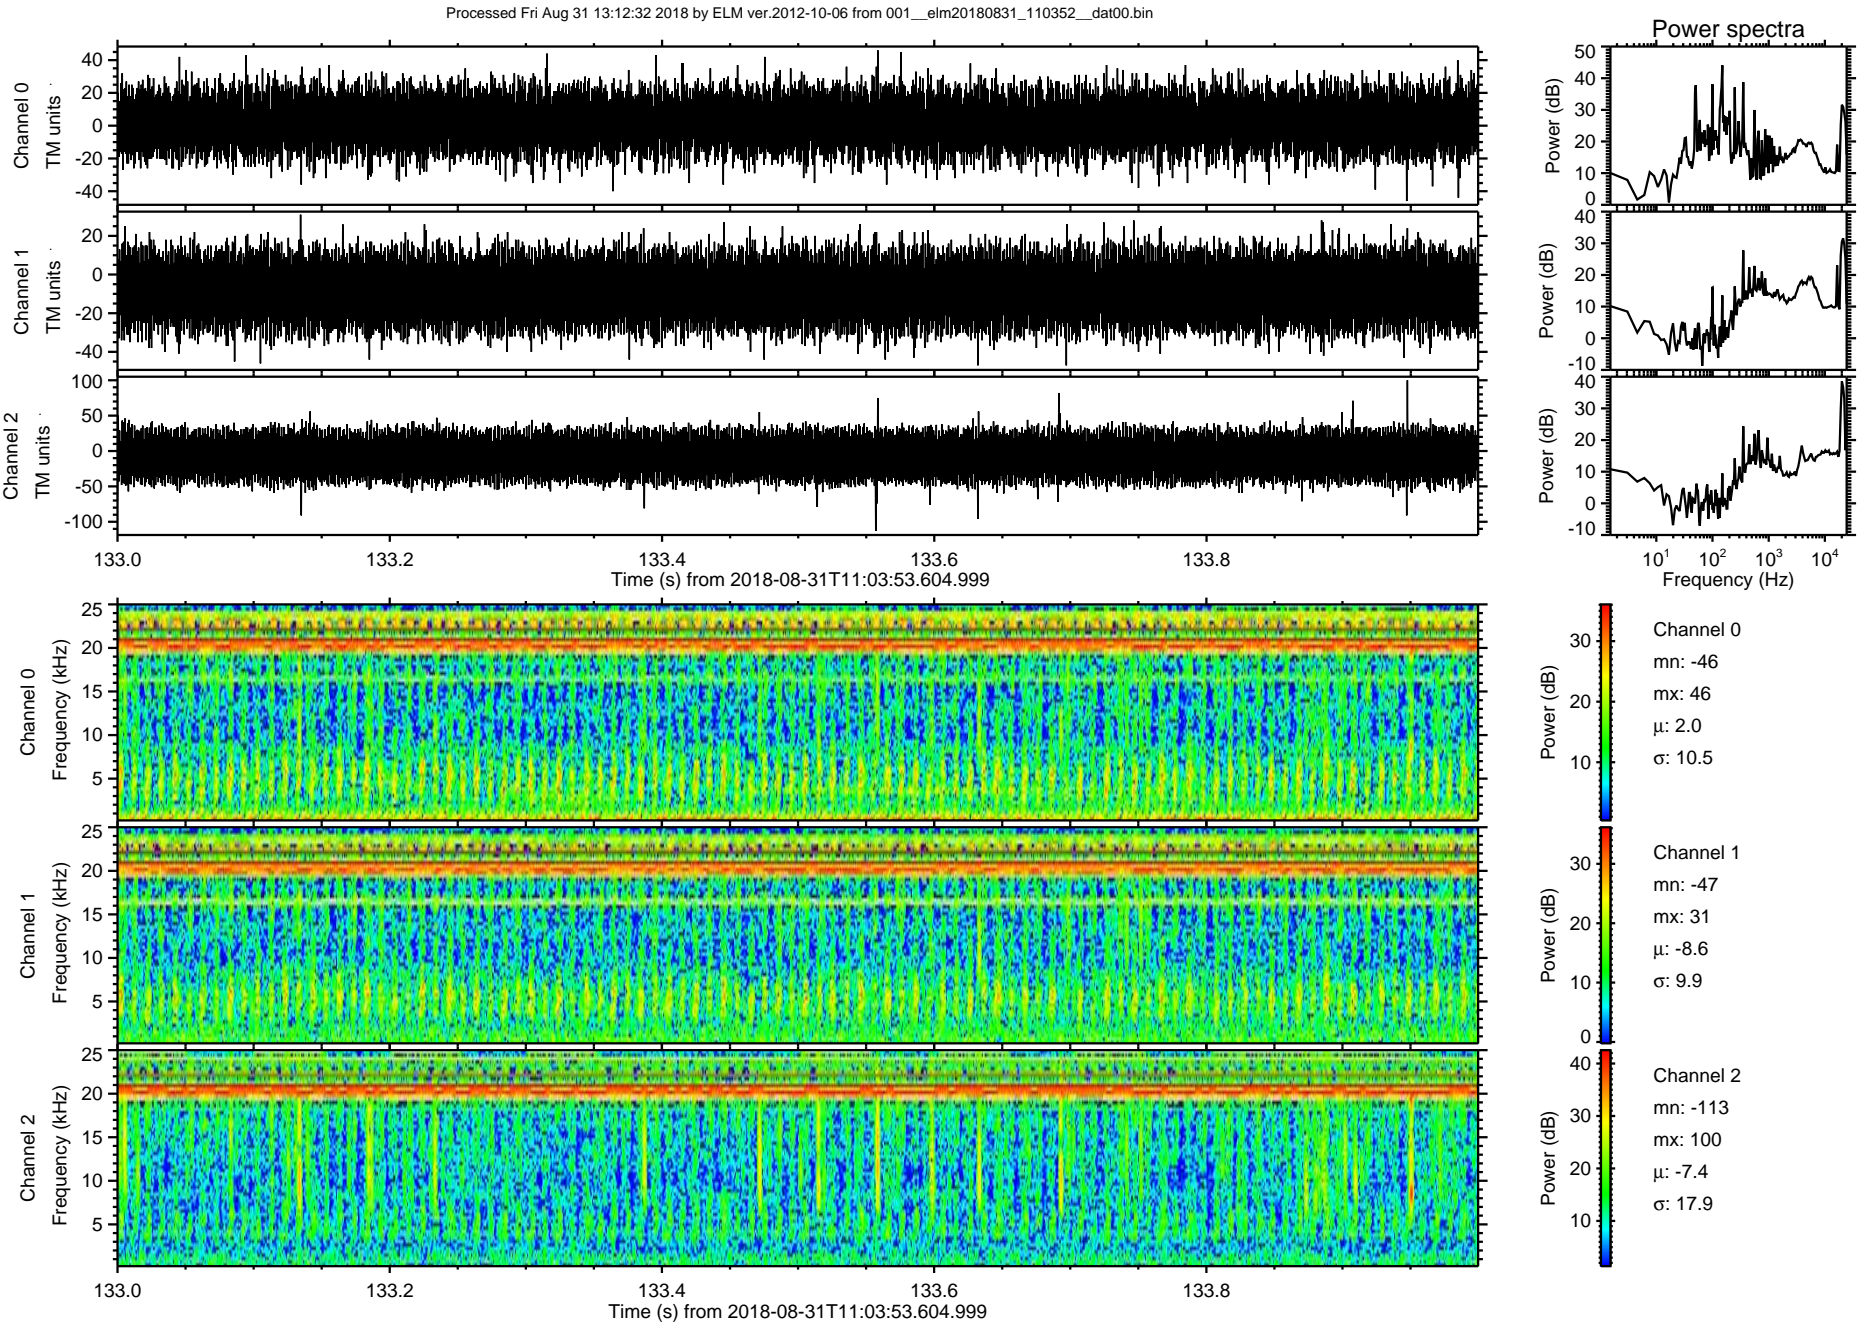 Processed Fri Aug 31 13:12:32 2018 by ELM ver.2012-10-06 from 001__elm20180831_110352__dat00.bin
Power spectra
Channel 0
TM units
40
20
0
-20
-40
Power (dB)
50
40
30
20
10
0
Channel 1
TM units
20
0
-20
-40
Power (dB)
40
30
20
10
0
-10
Channel 2
TM units
100
50
0
-50
-100
Power (dB)
40
30
20
10
0
-10
133.0 133.2 133.4 133.6 133.8
Time (s) from 2018-08-31T11:03:53.604.999
10¹ 10² 10³ 10⁴
Frequency (Hz)
Channel 0
Frequency (kHz)
25
20
15
10
5
Power (dB)
30
20
10
Channel 0
mn: -46
mx: 46
μ: 2.0
σ: 10.5
Channel 1
Frequency (kHz)
25
20
15
10
5
Power (dB)
30
20
10
0
Channel 1
mn: -47
mx: 31
μ: -8.6
σ: 9.9
Channel 2
Frequency (kHz)
25
20
15
10
5
Power (dB)
40
30
20
10
Channel 2
mn: -113
mx: 100
μ: -7.4
σ: 17.9
133.0 133.2 133.4 133.6 133.8
Time (s) from 2018-08-31T11:03:53.604.999